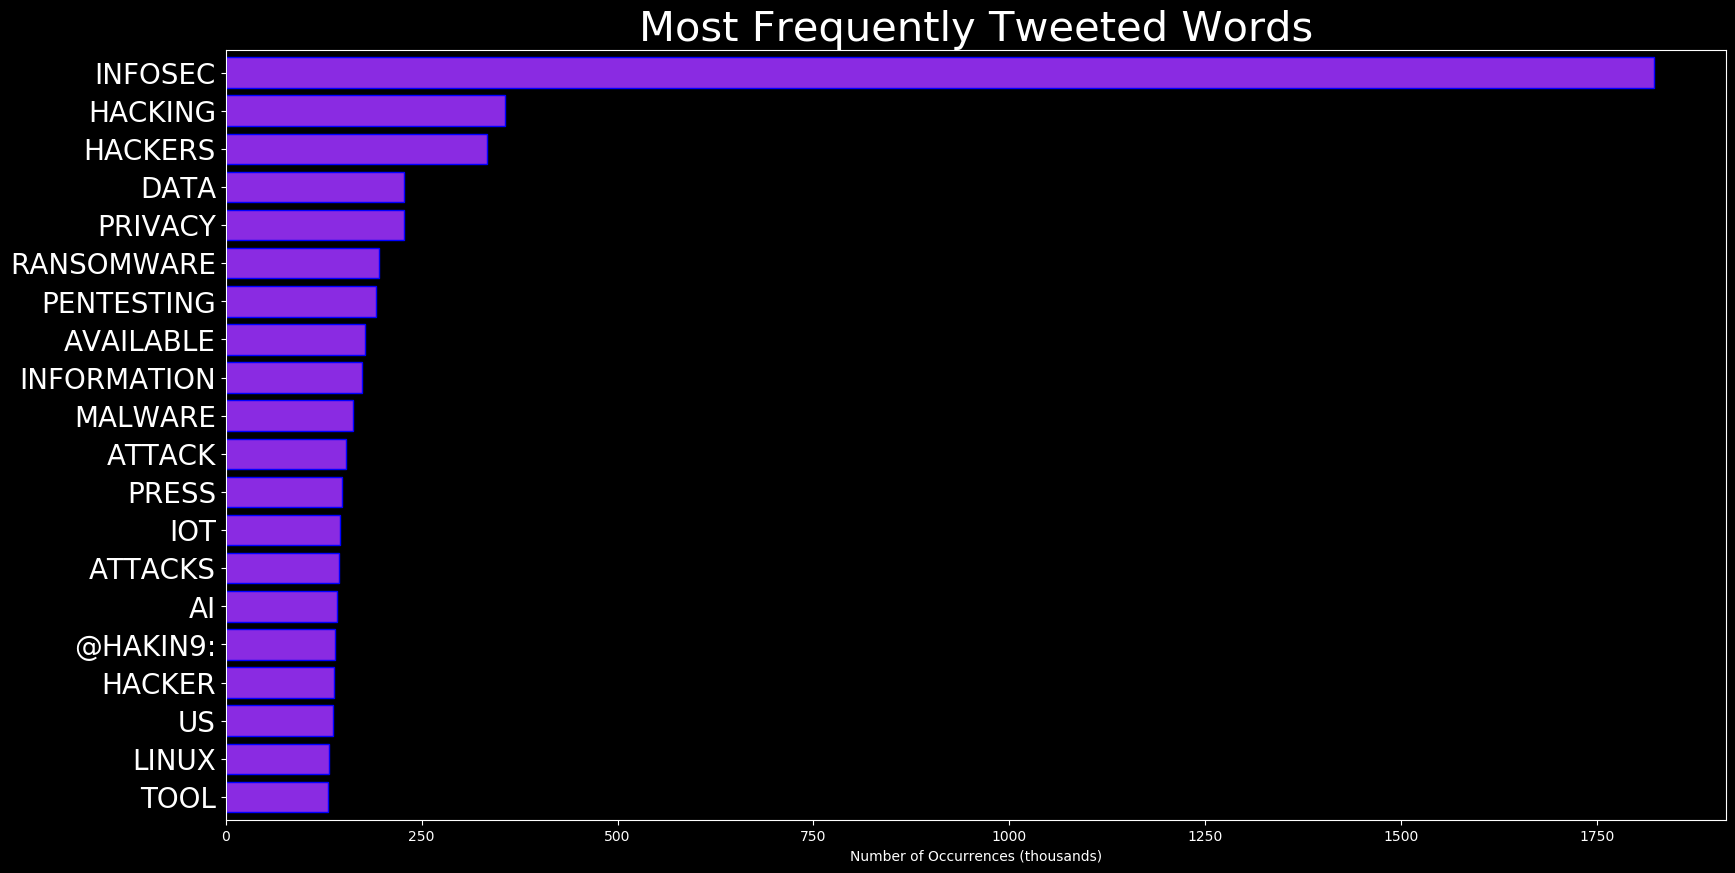 Most Frequently Tweeted Words
INFOSEC
HACKING
HACKERS
DATA
PRIVACY
RANSOMWARE
PENTESTING
AVAILABLE
INFORMATION
MALWARE
ATTACK
PRESS
IOT
ATTACKS
AI
@HAKIN9:
HACKER
US
LINUX
TOOL
0 250 500 750 1000 1250 1500 1750
Number of Occurrences (thousands)